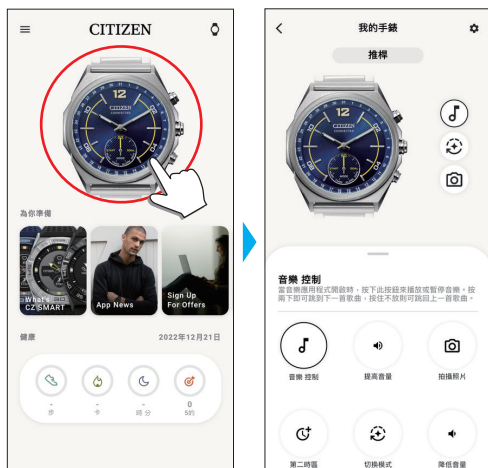 CITIZEN
12
CITIZEN
CONNECTED
為你準備
What's
CZ SMART
App News
Sign Up
For Offers
健康
2022年12月21日
-
步
-
卡
-
時 分
0
5的
我的手錶
推桿
12
CITIZEN
CONNECTED
音樂 控制
當音樂應用程式開啟時，按下此按鈕來播放或暫停音樂。按
兩下即可跳到下一首歌曲，按住不放則可跳回上一首歌曲。
音樂 控制
提高音量
拍攝照片
第二時區
切換模式
降低音量